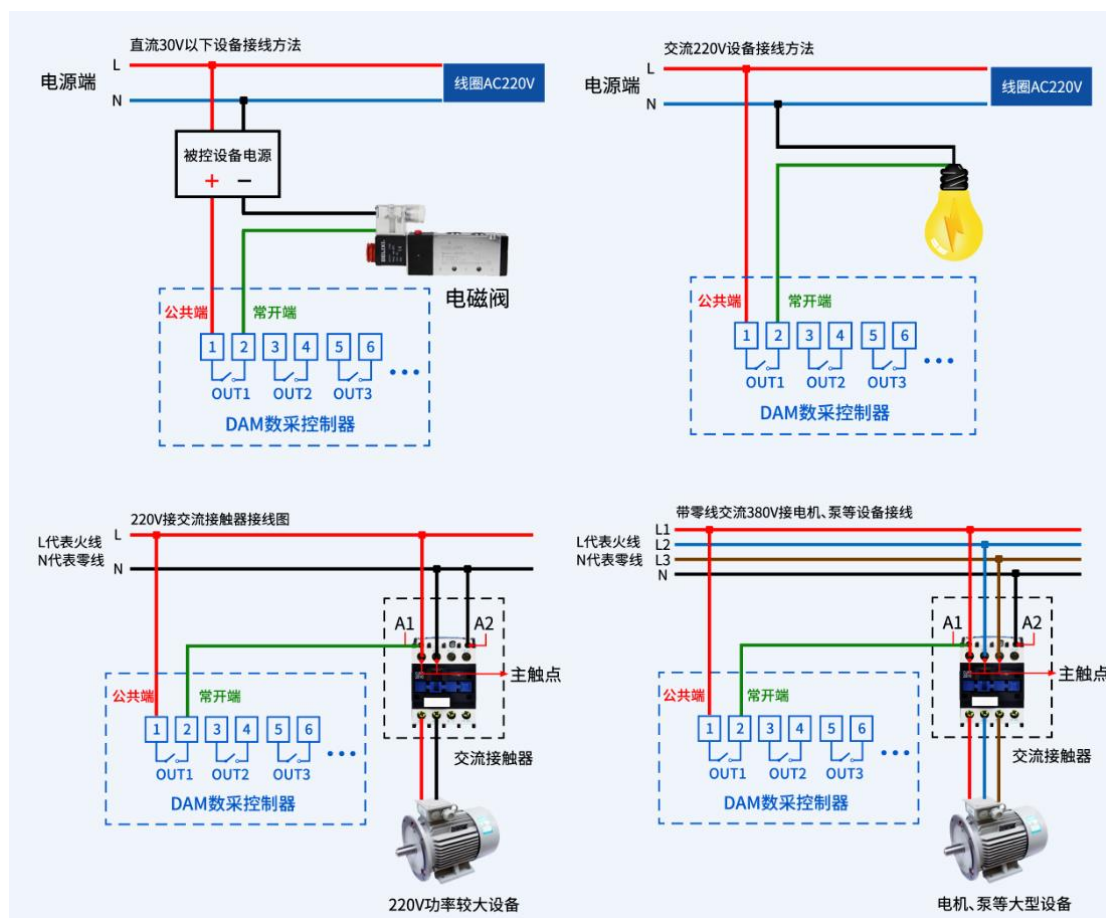 直流30V以下设备接线方法
L
电源端
N
线圈AC220V
被控设备电源
+ −
电磁阀
公共端
常开端
1 2 3 4 5 6
OUT1 OUT2 OUT3
DAM数采控制器
交流220V设备接线方法
L
电源端
N
线圈AC220V
公共端
常开端
1 2 3 4 5 6
OUT1 OUT2 OUT3
DAM数采控制器
220V接交流接触器接线图
L代表火线 L
N代表零线 N
A1 A2
主触点
公共端
常开端
1 2 3 4 5 6
OUT1 OUT2 OUT3
交流接触器
DAM数采控制器
220V功率较大设备
带零线交流380V接电机、泵等设备接线
L1
L代表火线 L2
N代表零线 L3
N
A1 A2
主触点
公共端
常开端
1 2 3 4 5 6
OUT1 OUT2 OUT3
交流接触器
DAM数采控制器
电机、泵等大型设备